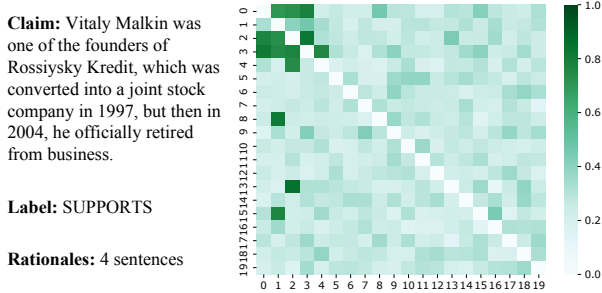 Claim: Vitaly Malkin was
one of the founders of
Rossiysky Kredit, which was
converted into a joint stock
company in 1997, but then in
2004, he officially retired
from business.
Label: SUPPORTS
Rationales: 4 sentences
0
1
2
3
4
5
6
7
8
9
10
11
12
13
14
15
16
17
18
19
0 1 2 3 4 5 6 7 8 9 10 11 12 13 14 15 16 17 18 19
1.0
0.8
0.6
0.4
0.2
0.0